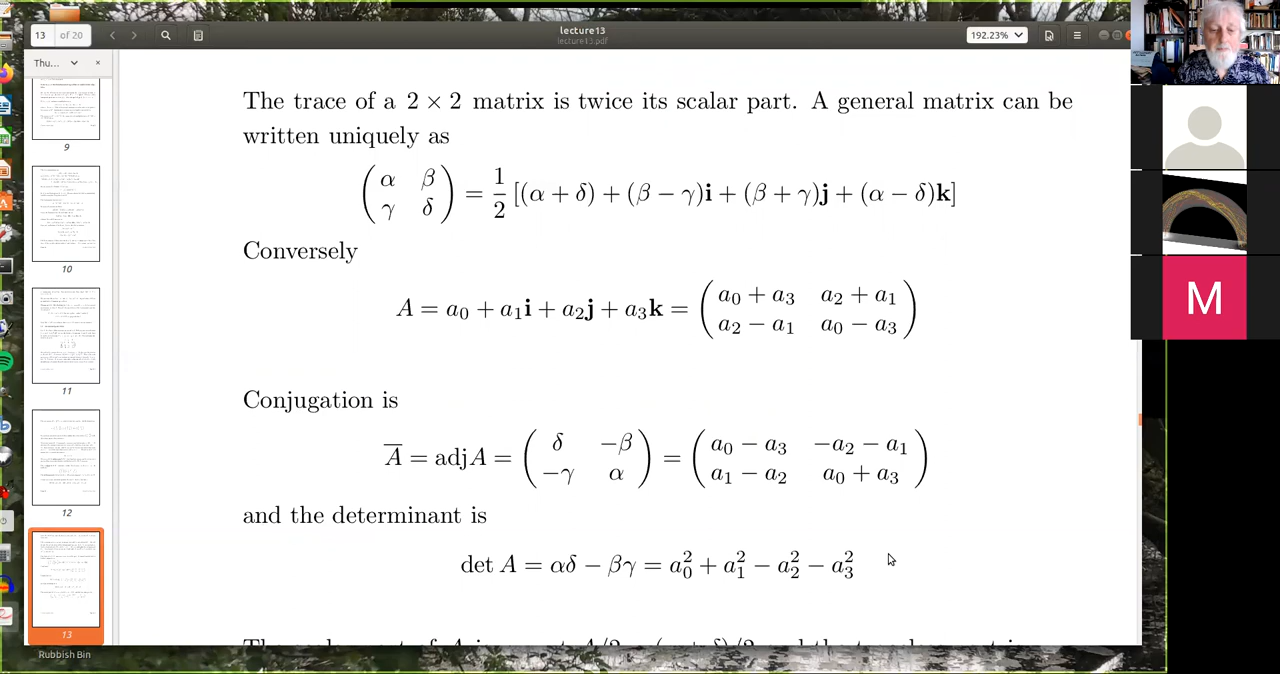 13 of 20
lecture13
lecture13.pdf
192.23%
Thu...
9
10
11
12
13
Rubbish Bin
The trace of a 2 × 2 matrix is twice its scalar part. A general matrix can be
written uniquely as
(α β; γ δ) = 1/2 [(α + δ) + (β − γ)i + (β + γ)j + (α − δ)k]
Conversely
A = a₀ + a₁i + a₂j + a₃k = (a₀ + a₃ a₂ + a₁; a₂ − a₁ a₀ − a₃)
Conjugation is
A̅ = adjA = (δ −β; −γ α) = (a₀ − a₃ −a₂ − a₁; a₁ − a₂ a₀ + a₃)
and the determinant is
det A = αδ − βγ = a₀² + a₁² − a₂² − a₃²
M